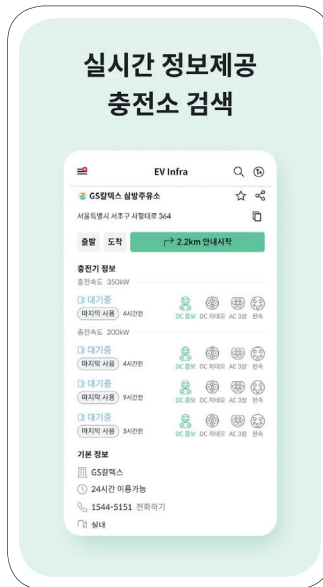 실시간 정보제공
충전소 검색
EV Infra
GS칼텍스 삼방주유소
서울특별시 서초구 사평대로 364
출발 도착 2.2km 안내시작
충전기 정보
충전속도 350kW
대기중
마지막 사용 4시간전
DC 콤보 DC 차데모 AC 3상 완속
충전속도 200kW
대기중
마지막 사용 4시간전
DC 콤보 DC 차데모 AC 3상 완속
대기중
마지막 사용 9시간전
DC 콤보 DC 차데모 AC 3상 완속
대기중
마지막 사용 3시간전
DC 콤보 DC 차데모 AC 3상 완속
기본 정보
GS칼텍스
24시간 이용가능
1544-5151 전화하기
실내